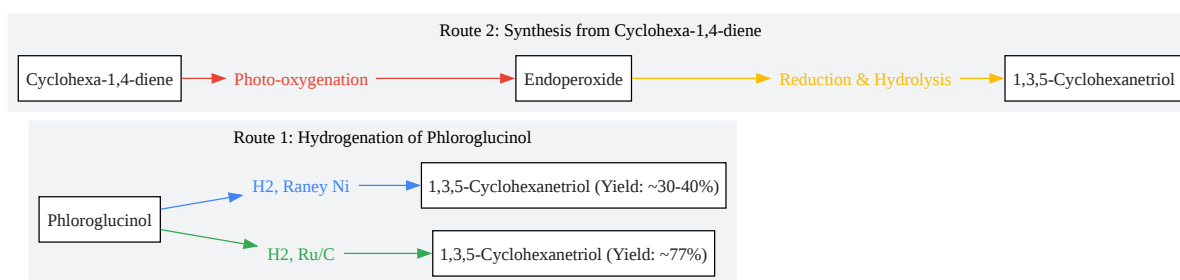 Route 2: Synthesis from Cyclohexa-1,4-diene
Cyclohexa-1,4-diene
Photo-oxygenation
Endoperoxide
Reduction & Hydrolysis
1,3,5-Cyclohexanetriol
Route 1: Hydrogenation of Phloroglucinol
Phloroglucinol
H2, Raney Ni
1,3,5-Cyclohexanetriol (Yield: ~30-40%)
H2, Ru/C
1,3,5-Cyclohexanetriol (Yield: ~77%)